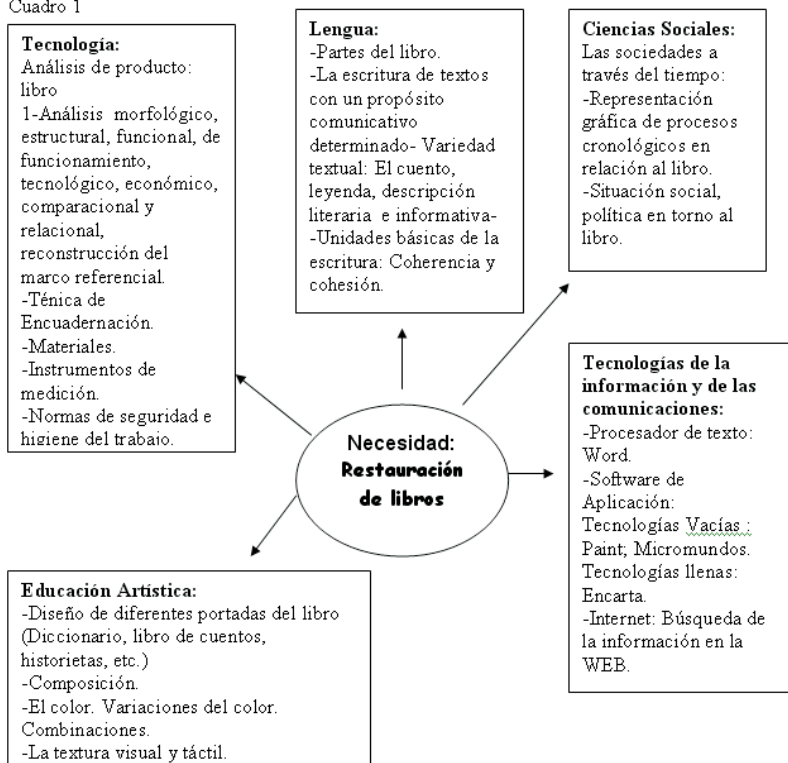 Cuadro 1
Tecnología:
Análisis de producto:
libro
1-Análisis morfológico,
estructural, funcional, de
funcionamiento,
tecnológico, económico,
comparacional y
relacional,
reconstrucción del
marco referencial.
-Ténica de
Encuadernación.
-Materiales.
-Instrumentos de
medición.
-Normas de seguridad e
higiene del trabajo.
Lengua:
-Partes del libro.
-La escritura de textos
con un propósito
comunicativo
determinado- Variedad
textual: El cuento,
leyenda, descripción
literaria e informativa-
-Unidades básicas de la
escritura: Coherencia y
cohesión.
Ciencias Sociales:
Las sociedades a
través del tiempo:
-Representación
gráfica de procesos
cronológicos en
relación al libro.
-Situación social,
política en torno al
libro.
Necesidad:
Restauración
de libros
Tecnologías de la
información y de las
comunicaciones:
-Procesador de texto:
Word.
-Software de
Aplicación:
Tecnologías Vacías :
Paint; Micromundos.
Tecnologías llenas:
Encarta.
-Internet: Búsqueda de
la información en la
WEB.
Educación Artística:
-Diseño de diferentes portadas del libro
(Diccionario, libro de cuentos,
historietas, etc.)
-Composición.
-El color. Variaciones del color.
Combinaciones.
-La textura visual y táctil.